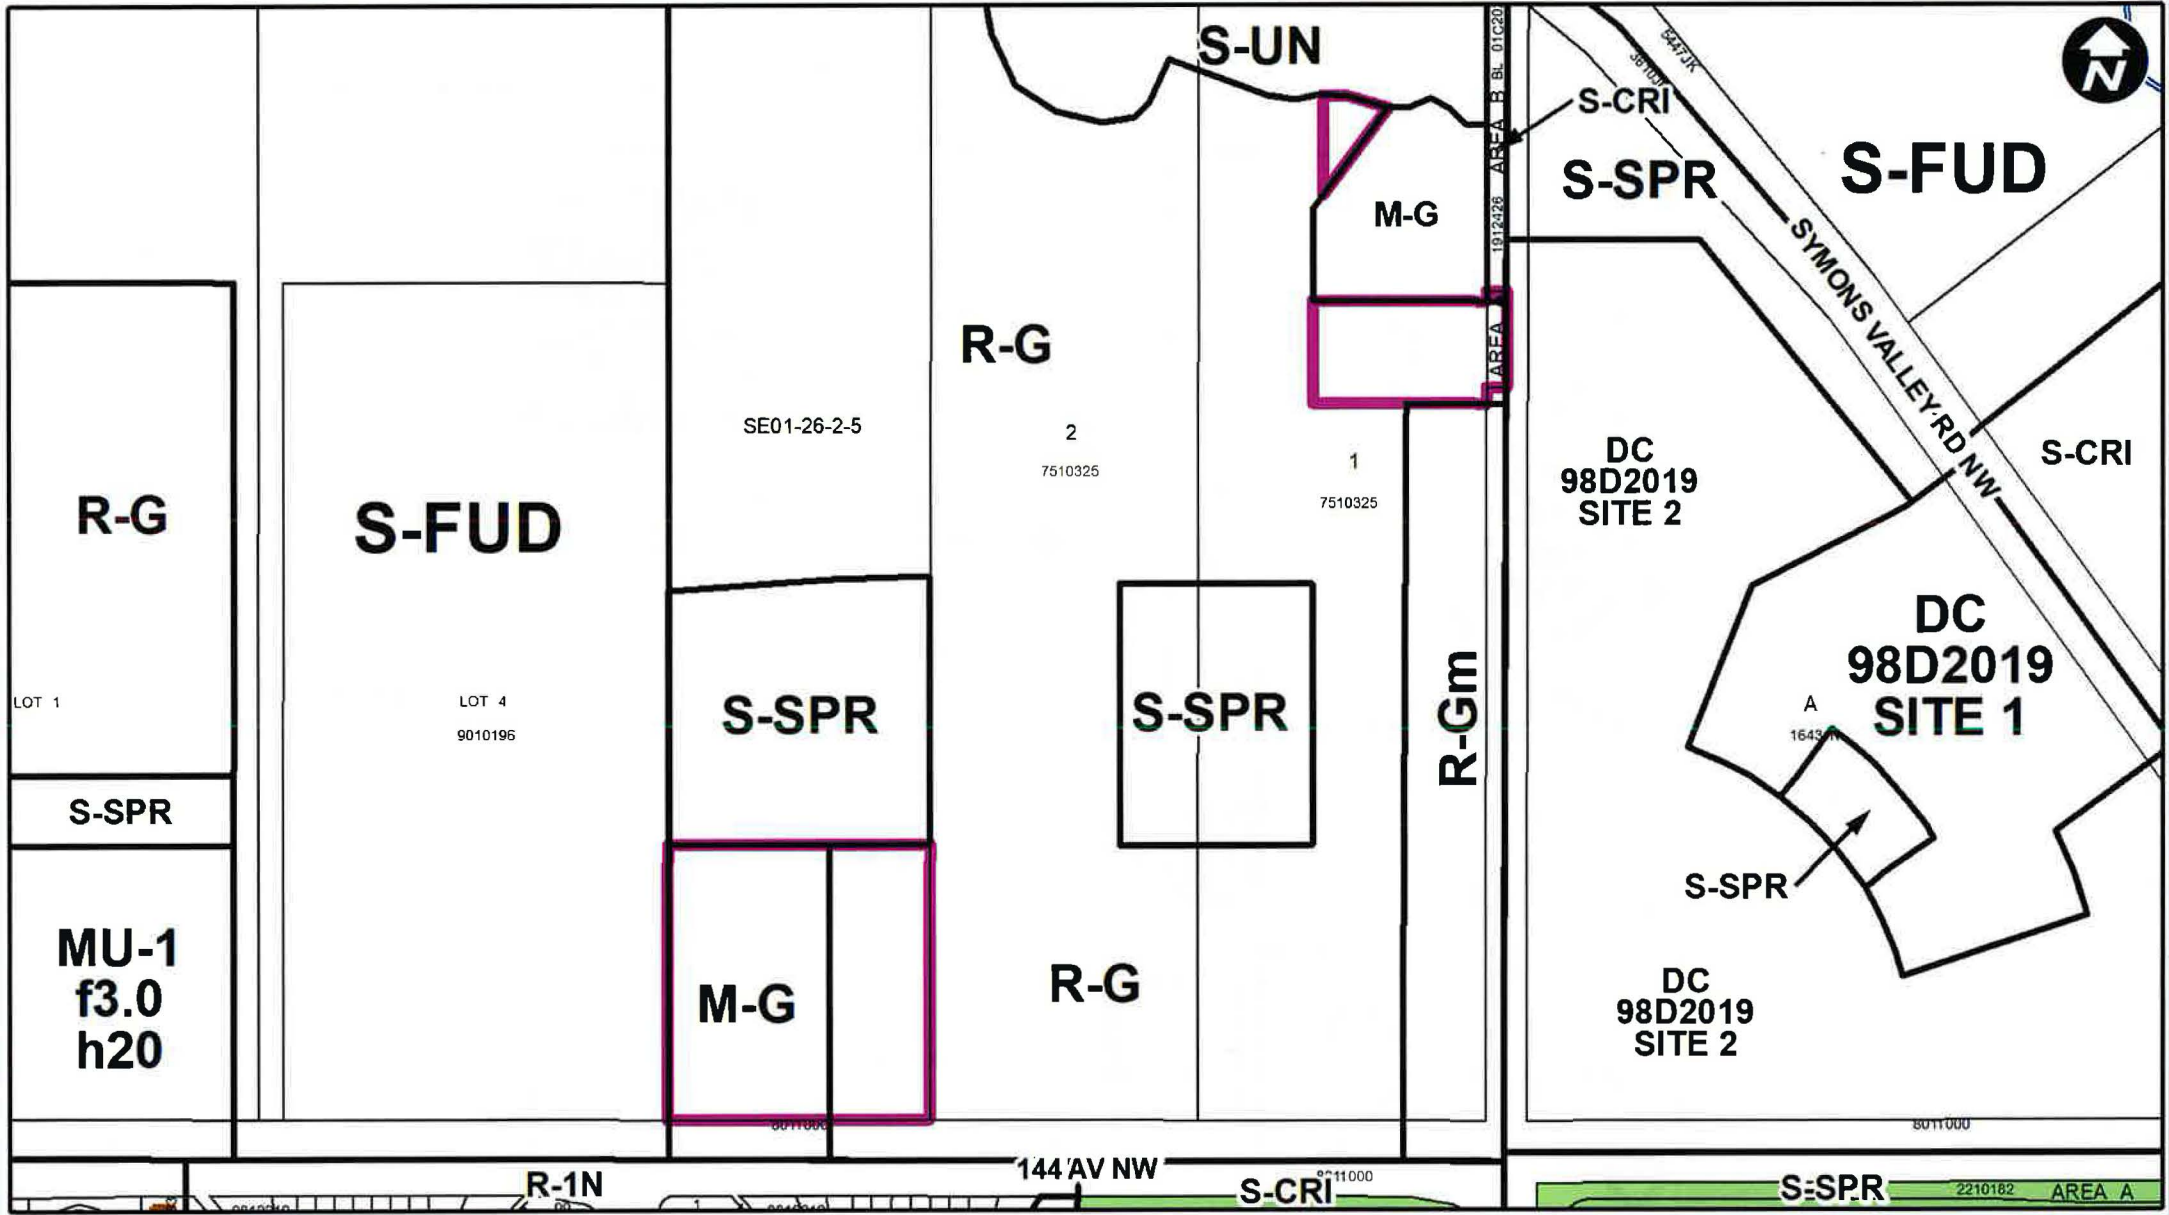 S-UN
1912426 AREA B BL 01C20
5447JK
N
S-CRI
S-SPR
S-FUD
M-G
SYMONS VALLEY RD NW
AREA
R-G
SE01-26-2-5
2
7510325
1
7510325
DC
98D2019
SITE 2
S-CRI
R-G
S-FUD
DC
98D2019
SITE 1
A
LOT 1
LOT 4
9010196
S-SPR
S-SPR
R-Gm
S-SPR
S-SPR
MU-1
f3.0
h20
M-G
R-G
DC
98D2019
SITE 2
8011000
8011000
144 AV NW
R-1N
8011000
S-CRI
S-SPR
2210182
AREA A
1